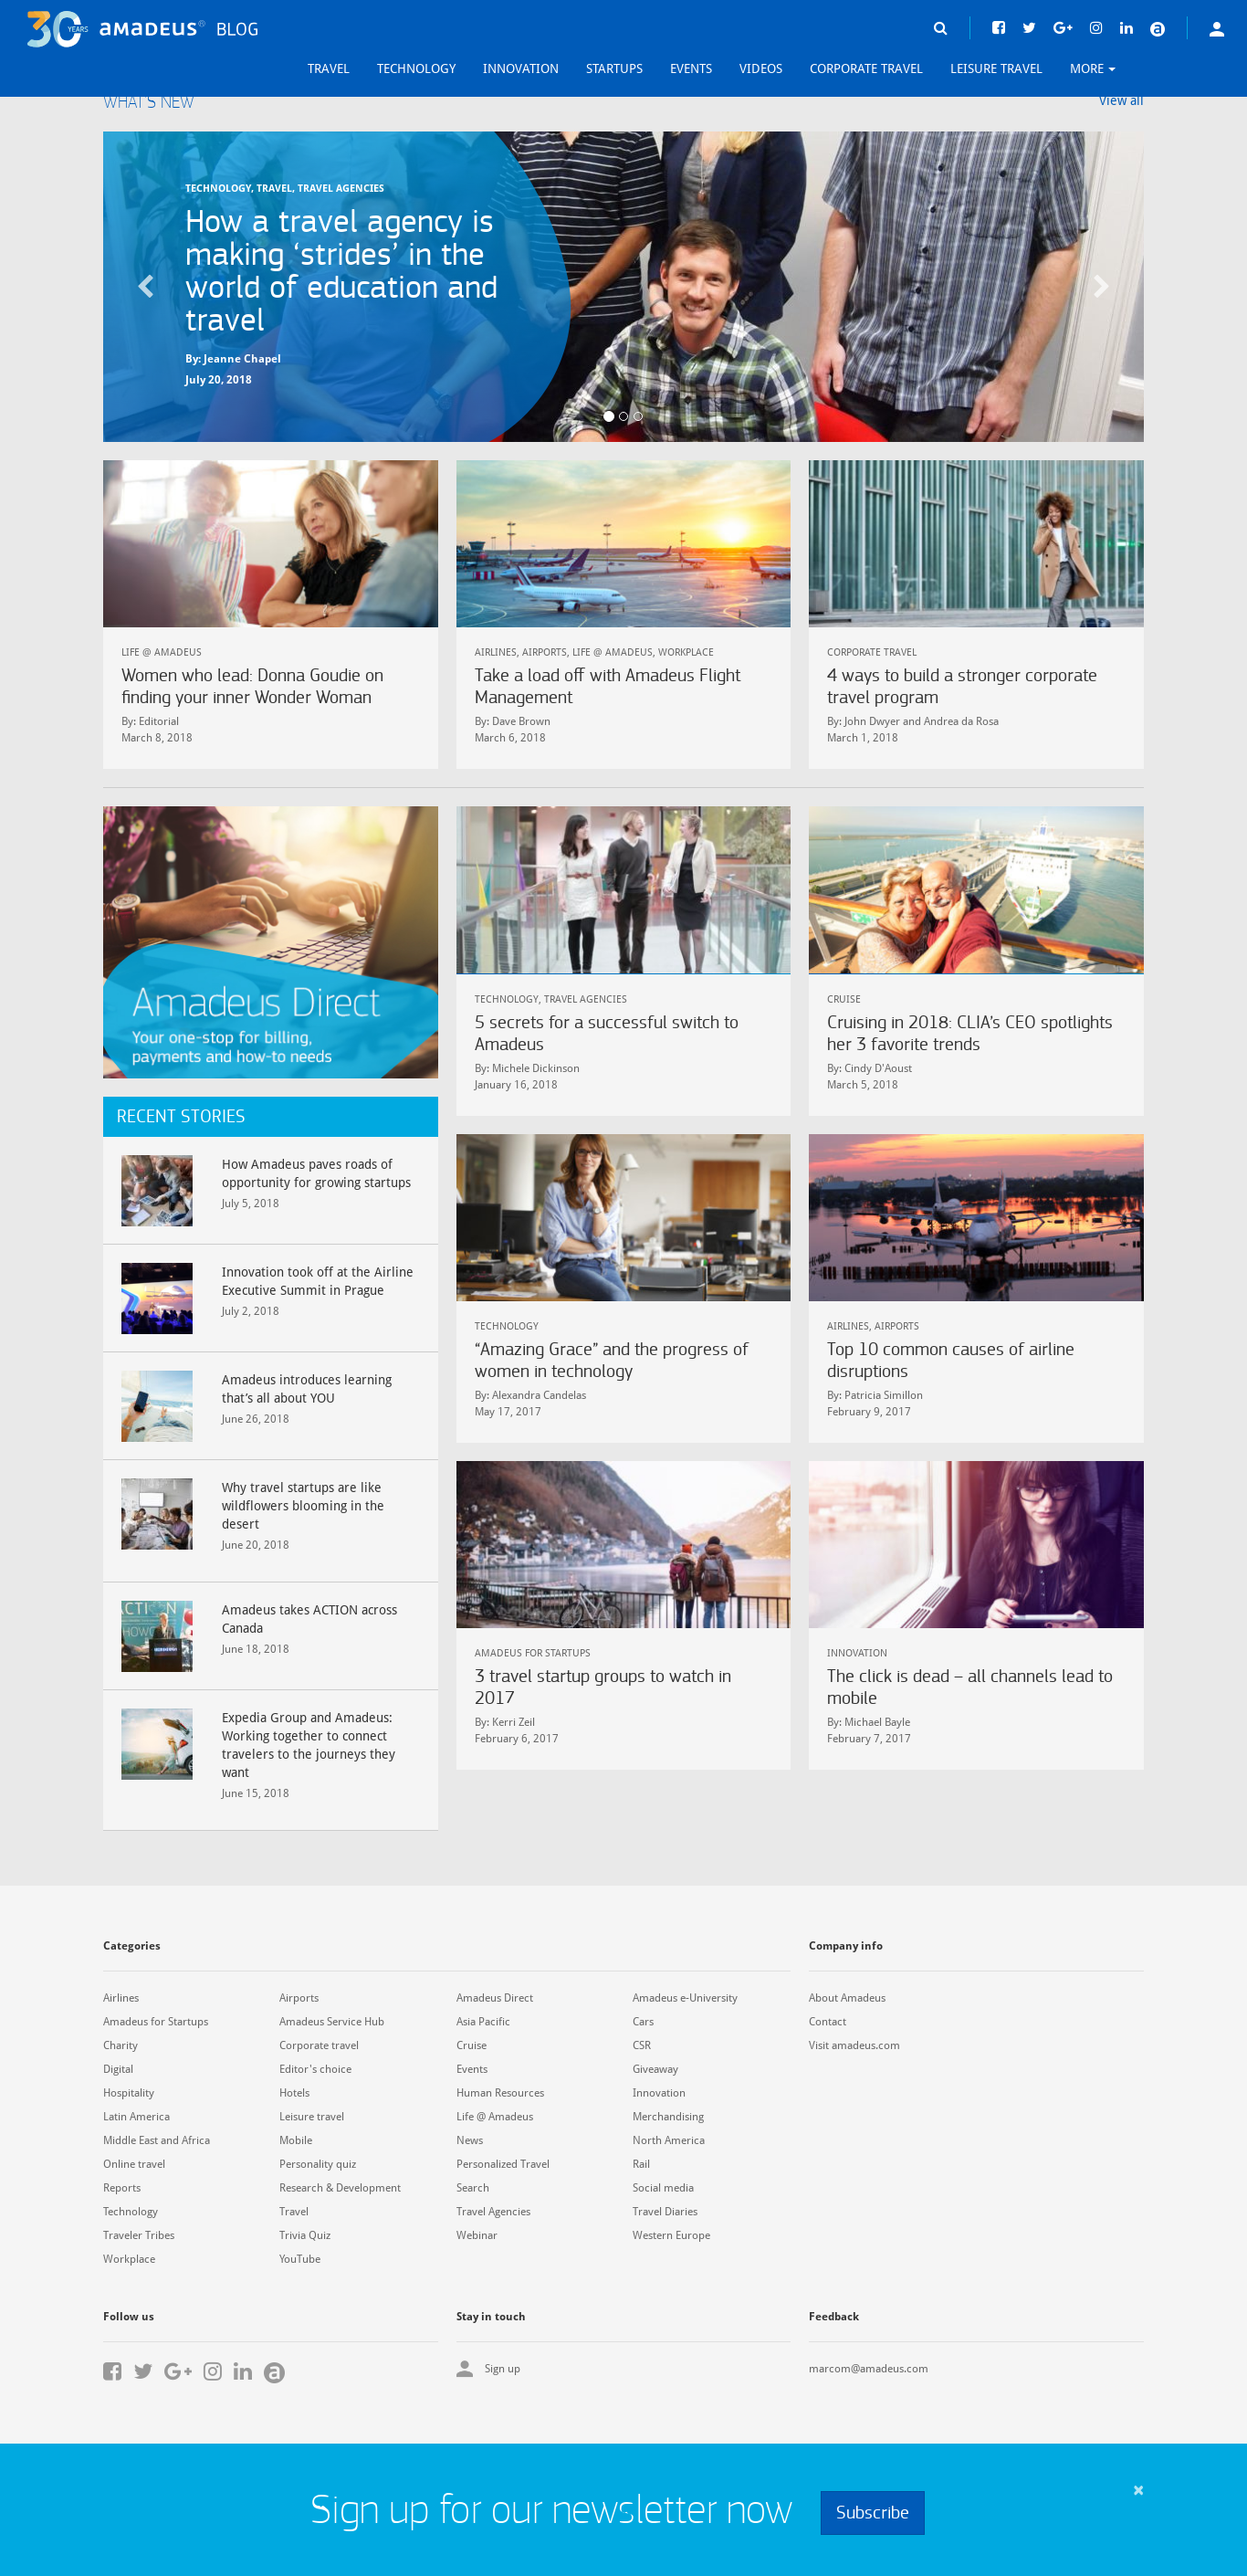 30 YEARS amadeus BLOG
TRAVEL TECHNOLOGY INNOVATION STARTUPS EVENTS VIDEOS CORPORATE TRAVEL LEISURE TRAVEL MORE
WHAT'S NEW View all
TECHNOLOGY, TRAVEL, TRAVEL AGENCIES
How a travel agency is
making ‘strides’ in the
world of education and
travel
By: Jeanne Chapel
July 20, 2018
LIFE @ AMADEUS
Women who lead: Donna Goudie on
finding your inner Wonder Woman
By: Editorial
March 8, 2018
AIRLINES, AIRPORTS, LIFE @ AMADEUS, WORKPLACE
Take a load off with Amadeus Flight
Management
By: Dave Brown
March 6, 2018
CORPORATE TRAVEL
4 ways to build a stronger corporate
travel program
By: John Dwyer and Andrea da Rosa
March 1, 2018
Amadeus Direct
Your one-stop for billing,
payments and how-to needs
TECHNOLOGY, TRAVEL AGENCIES
5 secrets for a successful switch to
Amadeus
By: Michele Dickinson
January 16, 2018
CRUISE
Cruising in 2018: CLIA’s CEO spotlights
her 3 favorite trends
By: Cindy D'Aoust
March 5, 2018
RECENT STORIES
How Amadeus paves roads of
opportunity for growing startups
July 5, 2018
Innovation took off at the Airline
Executive Summit in Prague
July 2, 2018
Amadeus introduces learning
that’s all about YOU
June 26, 2018
Why travel startups are like
wildflowers blooming in the
desert
June 20, 2018
Amadeus takes ACTION across
Canada
June 18, 2018
Expedia Group and Amadeus:
Working together to connect
travelers to the journeys they
want
June 15, 2018
TECHNOLOGY
“Amazing Grace” and the progress of
women in technology
By: Alexandra Candelas
May 17, 2017
AIRLINES, AIRPORTS
Top 10 common causes of airline
disruptions
By: Patricia Simillon
February 9, 2017
AMADEUS FOR STARTUPS
3 travel startup groups to watch in
2017
By: Kerri Zeil
February 6, 2017
INNOVATION
The click is dead – all channels lead to
mobile
By: Michael Bayle
February 7, 2017
Categories Company info
Airlines Airports Amadeus Direct Amadeus e-University About Amadeus
Amadeus for Startups Amadeus Service Hub Asia Pacific Cars Contact
Charity Corporate travel Cruise CSR Visit amadeus.com
Digital Editor's choice Events Giveaway
Hospitality Hotels Human Resources Innovation
Latin America Leisure travel Life @ Amadeus Merchandising
Middle East and Africa Mobile News North America
Online travel Personality quiz Personalized Travel Rail
Reports Research & Development Search Social media
Technology Travel Travel Agencies Travel Diaries
Traveler Tribes Trivia Quiz Webinar Western Europe
Workplace YouTube
Follow us Stay in touch Feedback
Sign up marcom@amadeus.com
Sign up for our newsletter now Subscribe ×